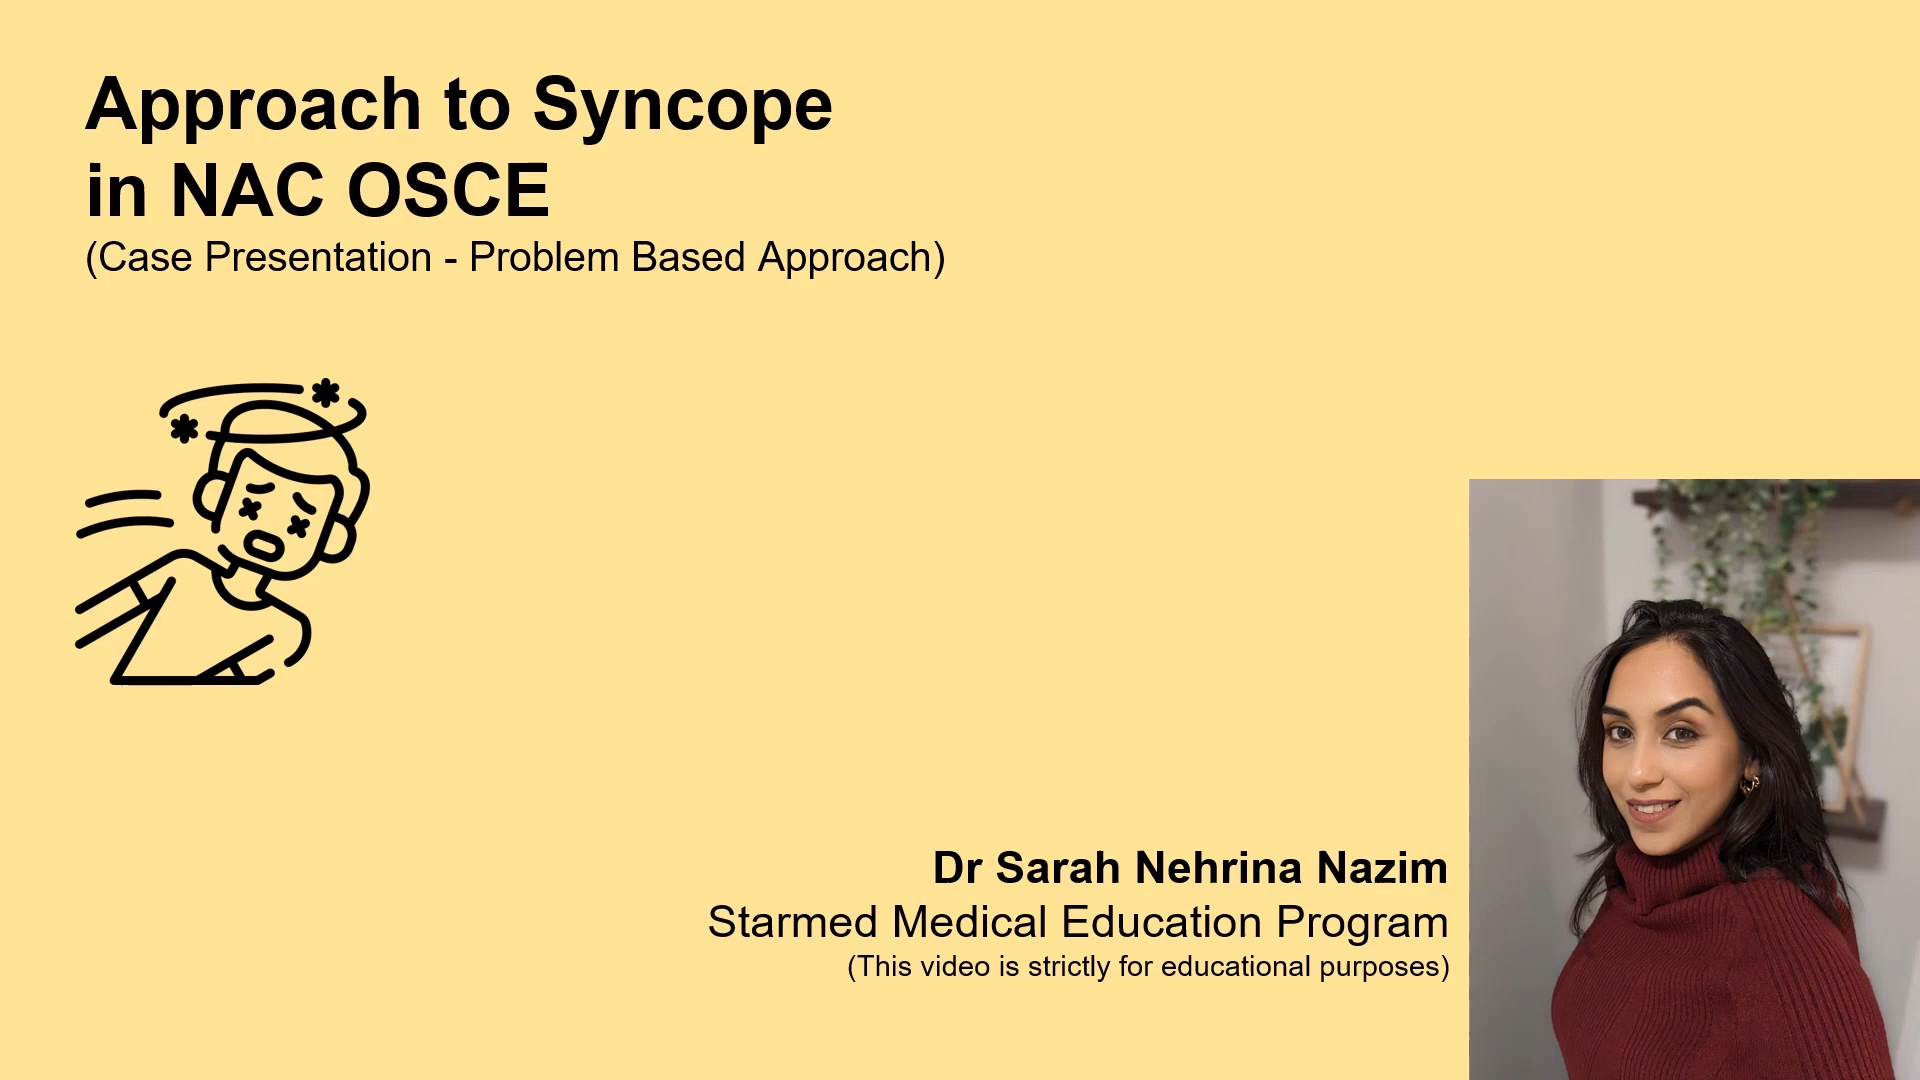 Approach to Syncope
in NAC OSCE
(Case Presentation - Problem Based Approach)
Dr Sarah Nehrina Nazim
Starmed Medical Education Program
(This video is strictly for educational purposes)